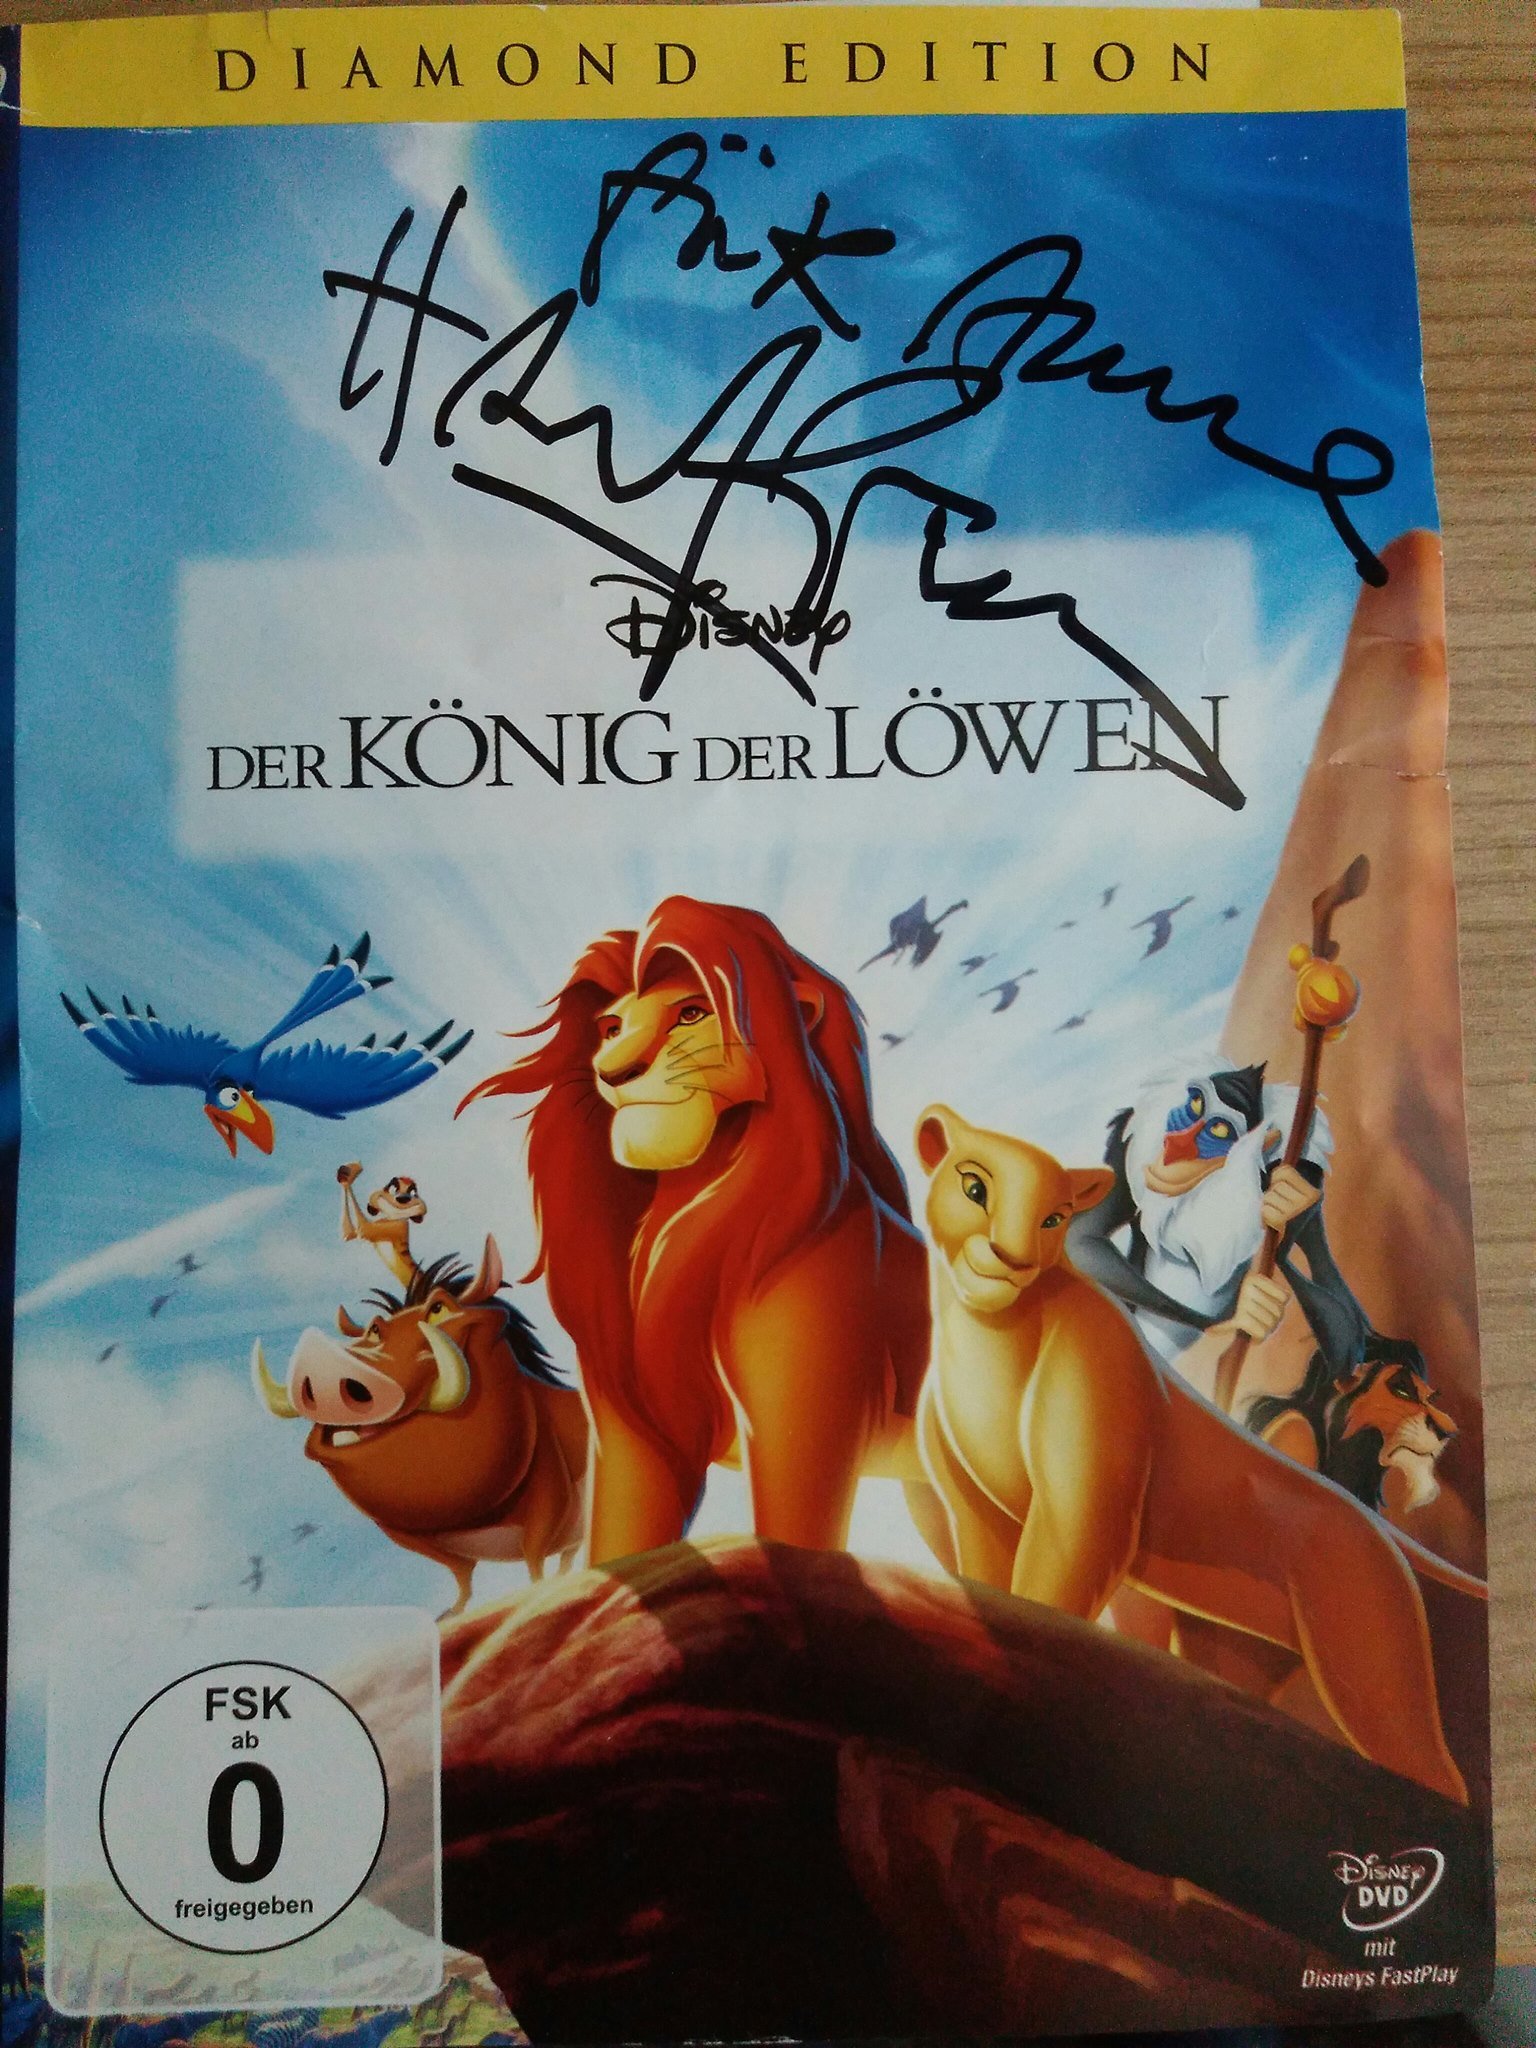 DIAMOND EDITION
DISNEY
DER KÖNIG DER LÖWEN
FSK
ab
0
freigegeben
DISNEY
DVD
mit
Disneys FastPlay